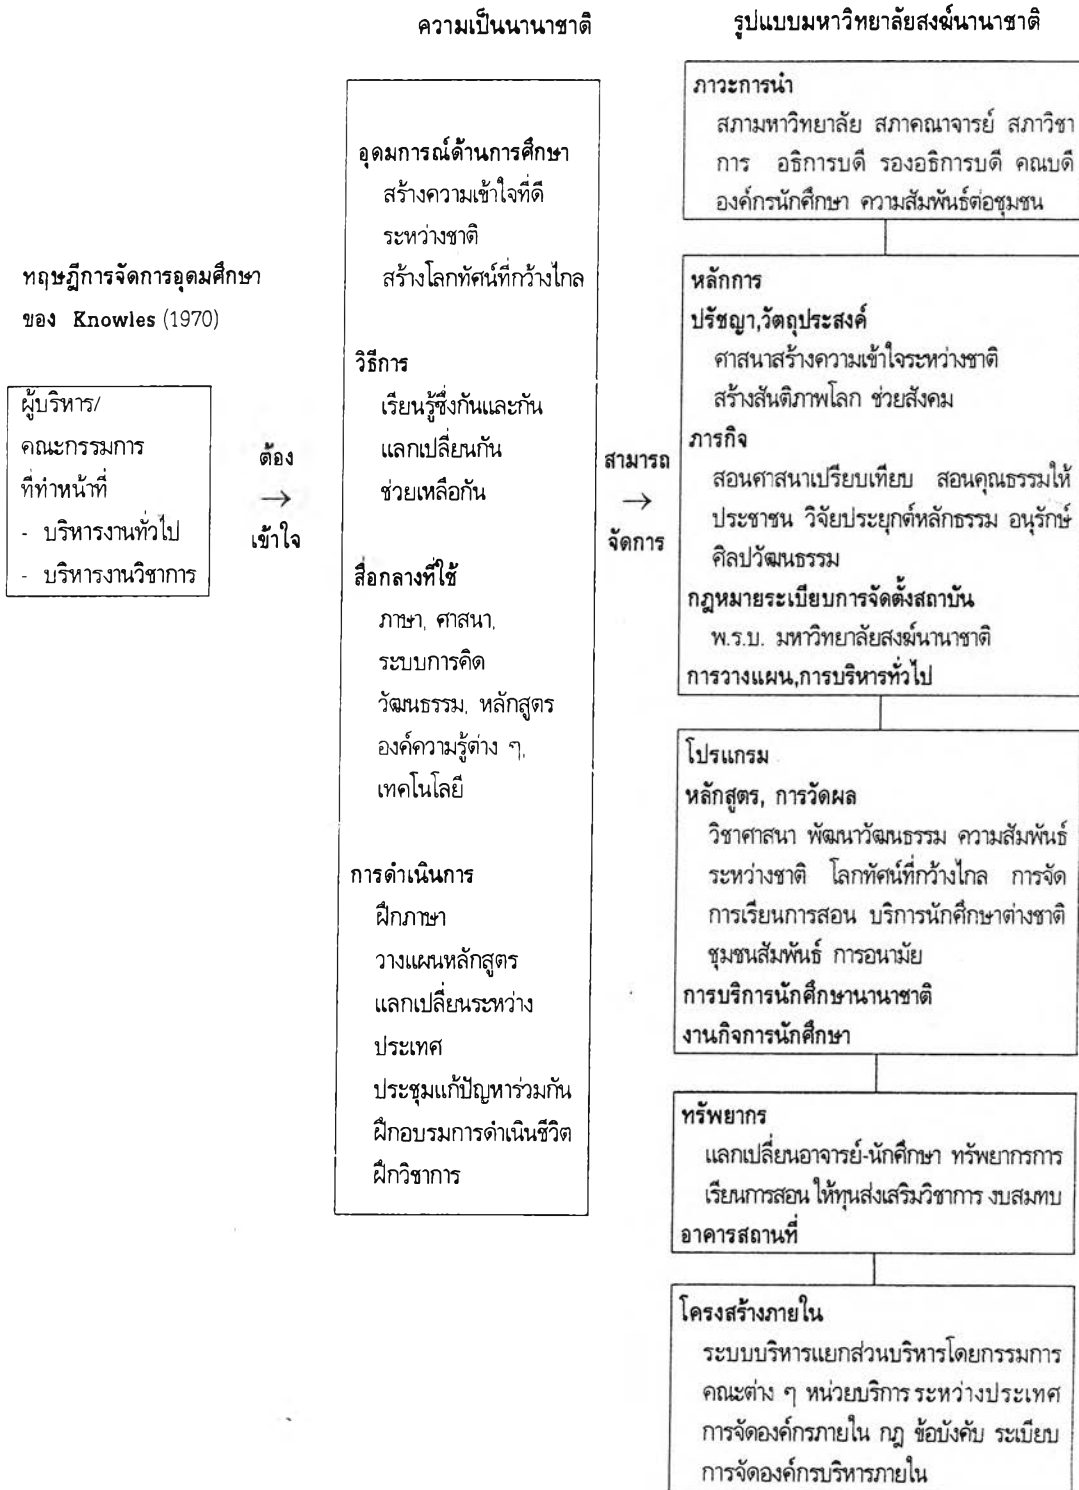 ความเป็นนานาชาติ
รูปแบบมหาวิทยาลัยสงฆ์นานาชาติ
ทฤษฎีการจัดการอุดมศึกษา
ของ Knowles (1970)
ผู้บริหาร/
คณะกรรมการ
ที่ทำหน้าที่
- บริหารงานทั่วไป
- บริหารงานวิชาการ
ต้อง
→
เข้าใจ
อุดมการณ์ด้านการศึกษา
สร้างความเข้าใจที่ดี
ระหว่างชาติ
สร้างโลกทัศน์ที่กว้างไกล
วิธีการ
เรียนรู้ซึ่งกันและกัน
แลกเปลี่ยนกัน
ช่วยเหลือกัน
สื่อกลางที่ใช้
ภาษา, ศาสนา,
ระบบการคิด
วัฒนธรรม, หลักสูตร
องค์ความรู้ต่าง ๆ,
เทคโนโลยี
การดำเนินการ
ฝึกภาษา
วางแผนหลักสูตร
แลกเปลี่ยนระหว่าง
ประเทศ
ประชุมแก้ปัญหาร่วมกัน
ฝึกอบรมการดำเนินชีวิต
ฝึกวิชาการ
สามารถ
→
จัดการ
ภาวะการนำ
สภามหาวิทยาลัย สภาคณาจารย์ สภาวิชา
การ อธิการบดี รองอธิการบดี คณบดี
องค์กรนักศึกษา ความสัมพันธ์ต่อชุมชน
หลักการ
ปรัชญา,วัตถุประสงค์
ศาสนาสร้างความเข้าใจระหว่างชาติ
สร้างสันติภาพโลก ช่วยสังคม
ภารกิจ
สอนศาสนาเปรียบเทียบ สอนคุณธรรมให้
ประชาชน วิจัยประยุกต์หลักธรรม อนุรักษ์
ศิลปวัฒนธรรม
กฎหมายระเบียบการจัดตั้งสถาบัน
พ.ร.บ. มหาวิทยาลัยสงฆ์นานาชาติ
การวางแผน,การบริหารทั่วไป
โปรแกรม
หลักสูตร, การวัดผล
วิชาศาสนา พัฒนาวัฒนธรรม ความสัมพันธ์
ระหว่างชาติ โลกทัศน์ที่กว้างไกล การจัด
การเรียนการสอน บริการนักศึกษาต่างชาติ
ชุมชนสัมพันธ์ การอนามัย
การบริการนักศึกษานานาชาติ
งานกิจการนักศึกษา
ทรัพยากร
แลกเปลี่ยนอาจารย์-นักศึกษา ทรัพยากรการ
เรียนการสอน ให้ทุนส่งเสริมวิชาการ งบสมทบ
อาคารสถานที่
โครงสร้างภายใน
ระบบบริหารแยกส่วนบริหารโดยกรรมการ
คณะต่าง ๆ หน่วยบริการ ระหว่างประเทศ
การจัดองค์กรภายใน กฎ ข้อบังคับ ระเบียบ
การจัดองค์กรบริหารภายใน